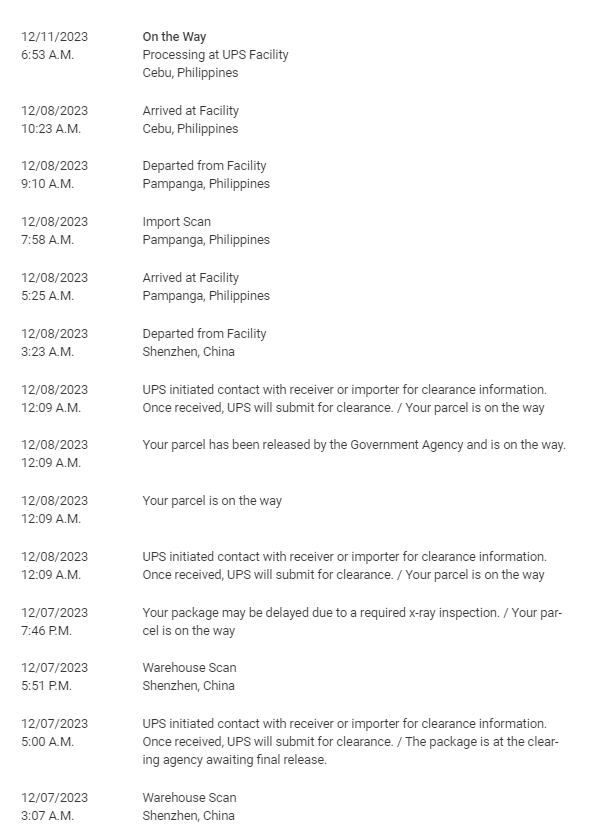 12/11/2023 On the Way
6:53 A.M. Processing at UPS Facility
Cebu, Philippines
12/08/2023 Arrived at Facility
10:23 A.M. Cebu, Philippines
12/08/2023 Departed from Facility
9:10 A.M. Pampanga, Philippines
12/08/2023 Import Scan
7:58 A.M. Pampanga, Philippines
12/08/2023 Arrived at Facility
5:25 A.M. Pampanga, Philippines
12/08/2023 Departed from Facility
3:23 A.M. Shenzhen, China
12/08/2023 UPS initiated contact with receiver or importer for clearance information.
12:09 A.M. Once received, UPS will submit for clearance. / Your parcel is on the way
12/08/2023 Your parcel has been released by the Government Agency and is on the way.
12:09 A.M.
12/08/2023 Your parcel is on the way
12:09 A.M.
12/08/2023 UPS initiated contact with receiver or importer for clearance information.
12:09 A.M. Once received, UPS will submit for clearance. / Your parcel is on the way
12/07/2023 Your package may be delayed due to a required x-ray inspection. / Your par-
7:46 P.M. cel is on the way
12/07/2023 Warehouse Scan
5:51 P.M. Shenzhen, China
12/07/2023 UPS initiated contact with receiver or importer for clearance information.
5:00 A.M. Once received, UPS will submit for clearance. / The package is at the clear-
ing agency awaiting final release.
12/07/2023 Warehouse Scan
3:07 A.M. Shenzhen, China